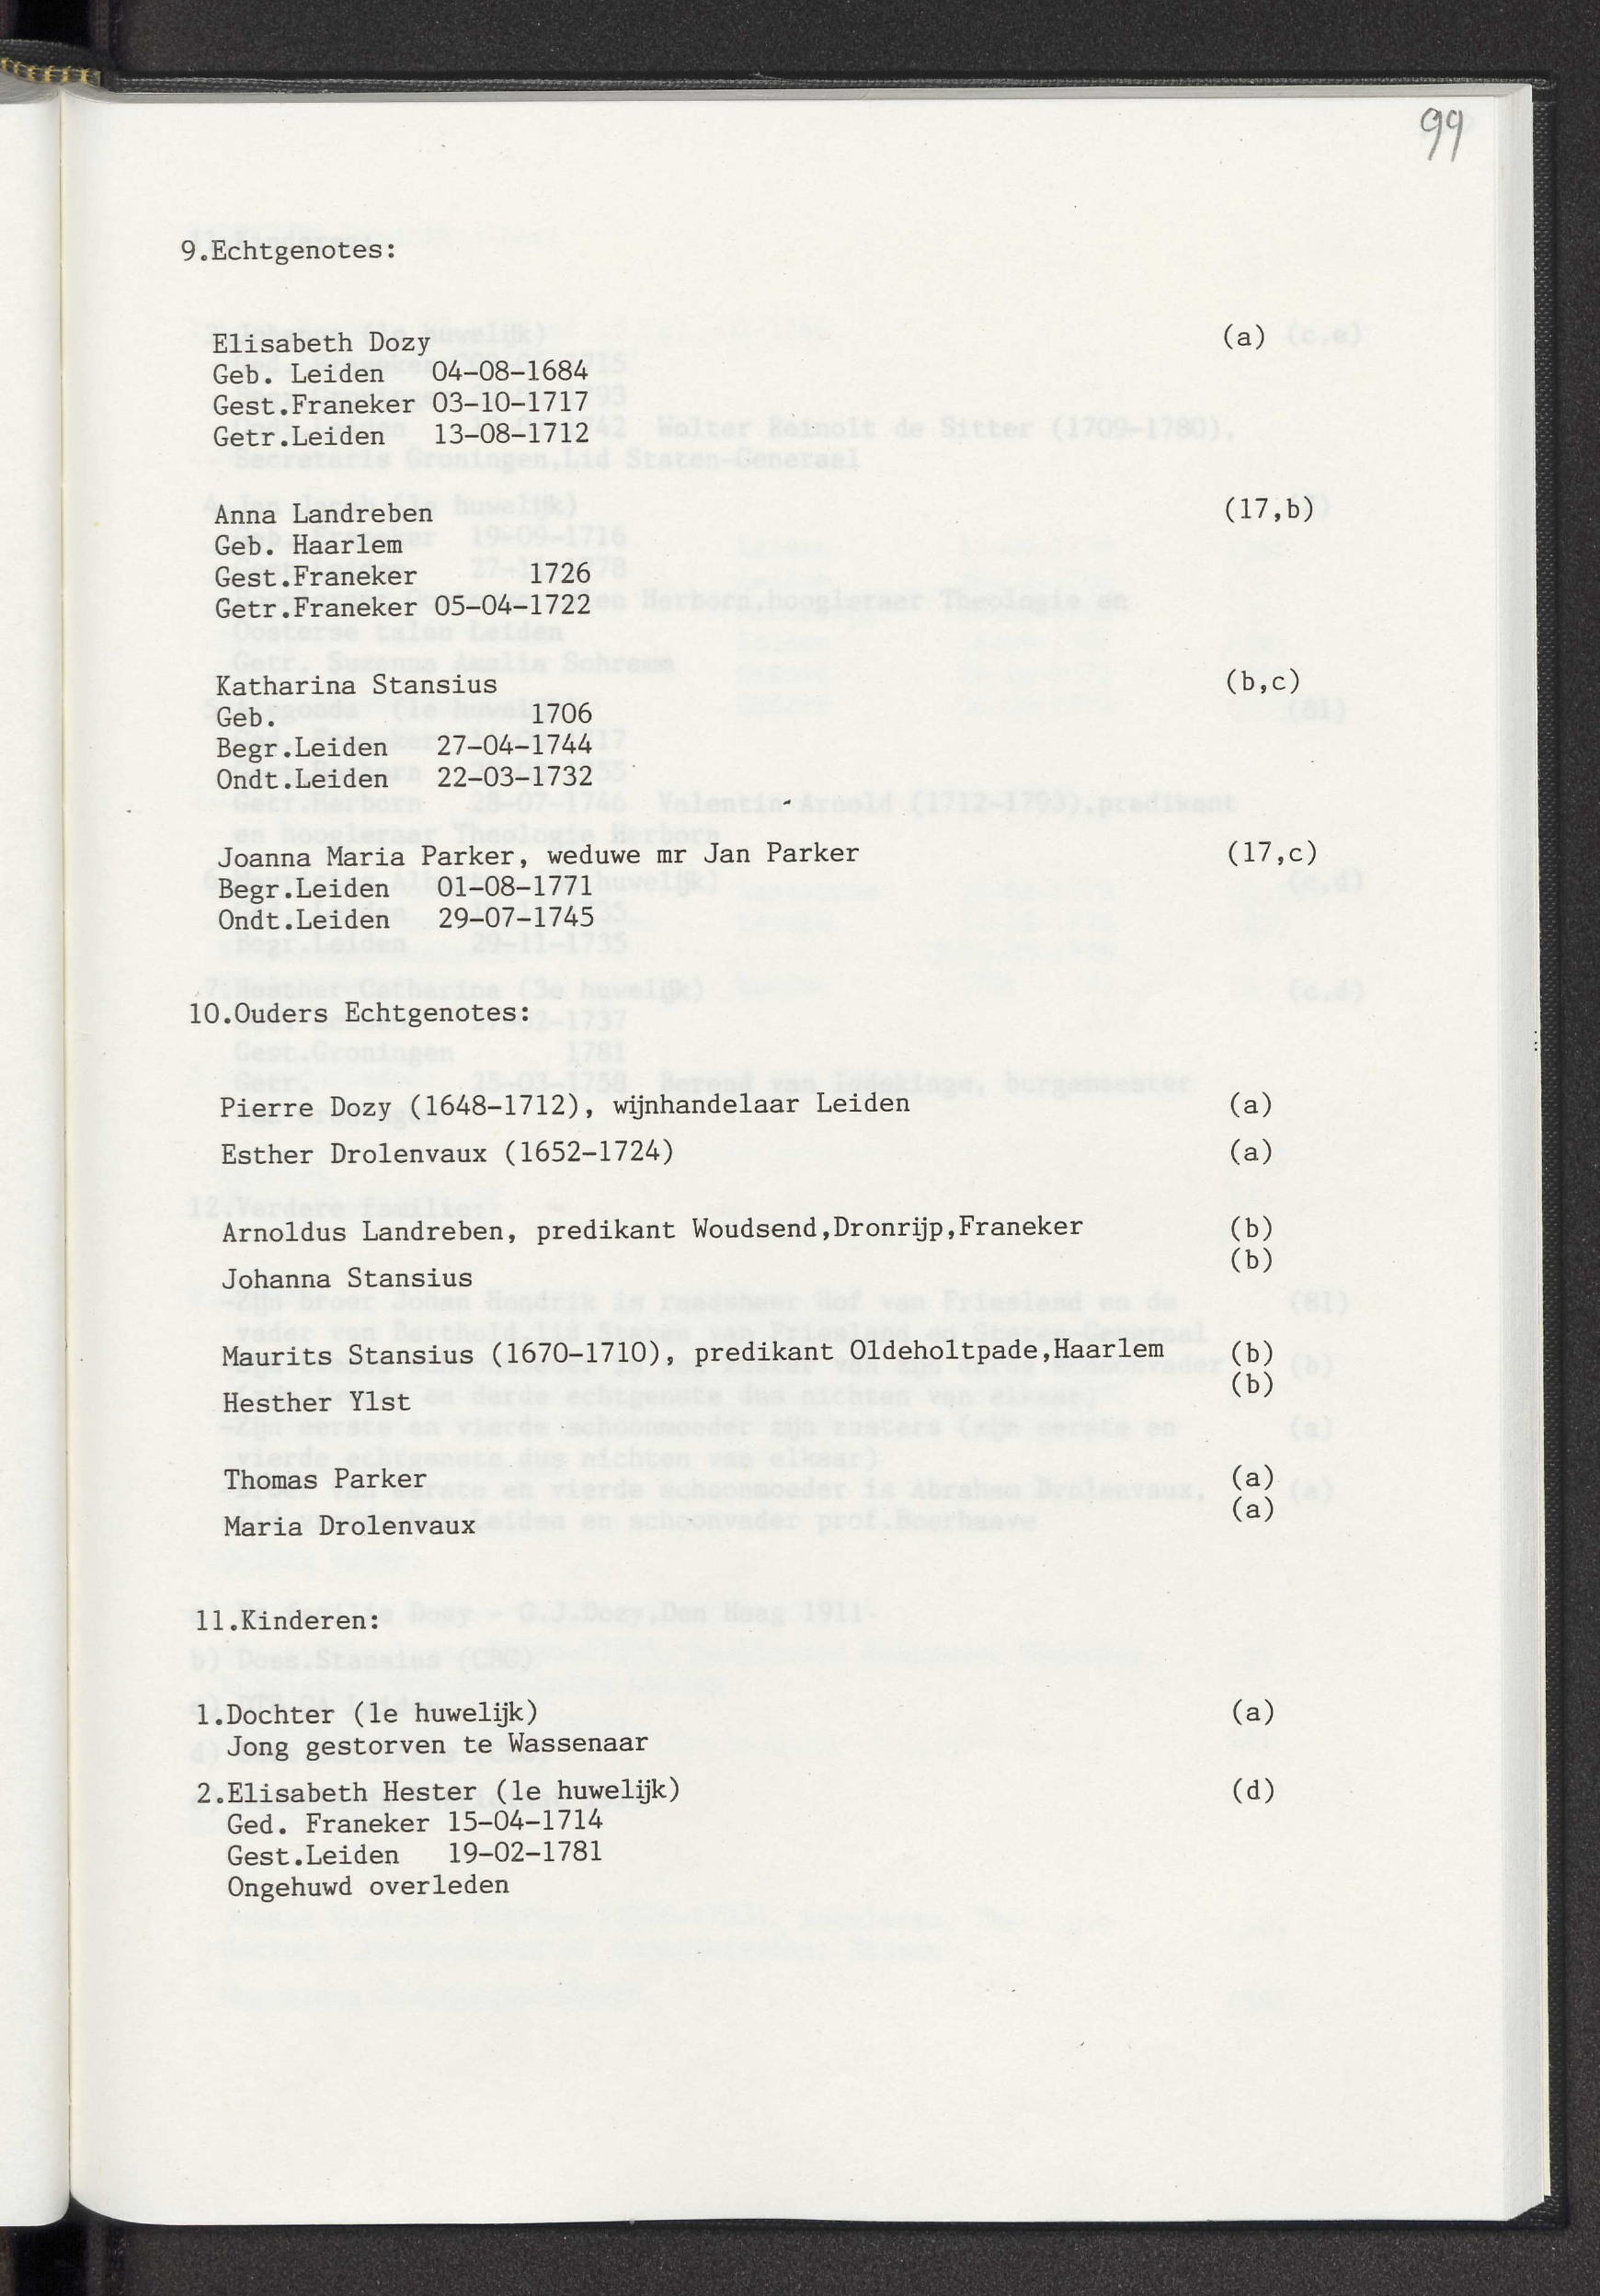 99
9.Echtgenotes:
Elisabeth Dozy (a)
Geb. Leiden 04-08-1684
Gest.Franeker 03-10-1717
Getr.Leiden 13-08-1712
Anna Landreben (17,b)
Geb. Haarlem
Gest.Franeker 1726
Getr.Franeker 05-04-1722
Katharina Stansius (b,c)
Geb. 1706
Begr.Leiden 27-04-1744
Ondt.Leiden 22-03-1732
Joanna Maria Parker, weduwe mr Jan Parker (17,c)
Begr.Leiden 01-08-1771
Ondt.Leiden 29-07-1745
10.Ouders Echtgenotes:
Pierre Dozy (1648-1712), wijnhandelaar Leiden (a)
Esther Drolenvaux (1652-1724) (a)
Arnoldus Landreben, predikant Woudsend,Dronrijp,Franeker (b)
Johanna Stansius (b)
Maurits Stansius (1670-1710), predikant Oldeholtpade,Haarlem (b)
Hesther Ylst (b)
Thomas Parker (a)
Maria Drolenvaux (a)
11.Kinderen:
1.Dochter (1e huwelijk) (a)
Jong gestorven te Wassenaar
2.Elisabeth Hester (1e huwelijk) (d)
Ged. Franeker 15-04-1714
Gest.Leiden 19-02-1781
Ongehuwd overleden